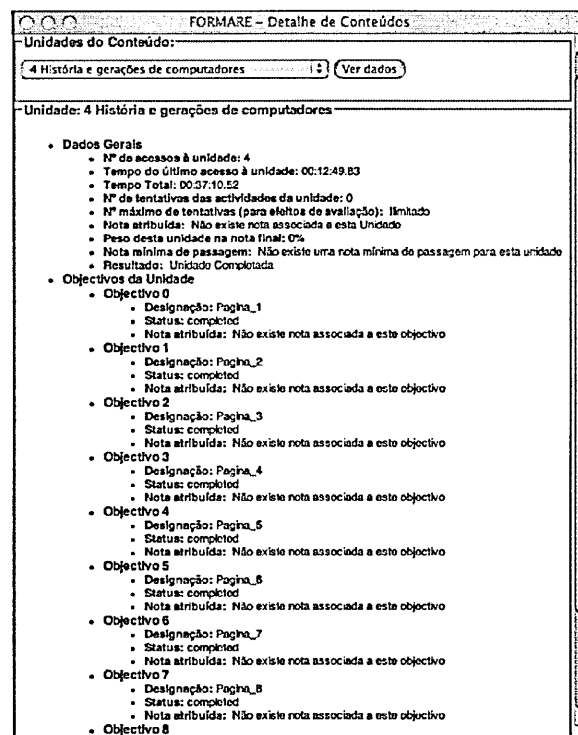 FORMARE – Detalhe de Conteúdos
Unidades do Conteúdo:
4 História e gerações de computadores Ver dados
Unidade: 4 História e gerações de computadores
• Dados Gerais
• Nº de acessos à unidade: 4
• Tempo do último acesso à unidade: 00:12:49.83
• Tempo Total: 00:37:10.52
• Nº de tentativas das actividades da unidade: 0
• Nº máximo de tentativas (para efeitos de avaliação): Ilimitado
• Nota atribuída: Não existe nota associada a esta Unidade
• Peso desta unidade na nota final: 0%
• Nota mínima de passagem: Não existe uma nota mínima de passagem para esta unidade
• Resultado: Unidade Completada
• Objectivos da Unidade
• Objectivo 0
• Designação: Pagina_1
• Status: completed
• Nota atribuída: Não existe nota associada a este objectivo
• Objectivo 1
• Designação: Pagina_2
• Status: completed
• Nota atribuída: Não existe nota associada a este objectivo
• Objectivo 2
• Designação: Pagina_3
• Status: completed
• Nota atribuída: Não existe nota associada a este objectivo
• Objectivo 3
• Designação: Pagina_4
• Status: completed
• Nota atribuída: Não existe nota associada a este objectivo
• Objectivo 4
• Designação: Pagina_5
• Status: completed
• Nota atribuída: Não existe nota associada a este objectivo
• Objectivo 5
• Designação: Pagina_6
• Status: completed
• Nota atribuída: Não existe nota associada a este objectivo
• Objectivo 6
• Designação: Pagina_7
• Status: completed
• Nota atribuída: Não existe nota associada a este objectivo
• Objectivo 7
• Designação: Pagina_8
• Status: completed
• Nota atribuída: Não existe nota associada a este objectivo
• Objectivo 8